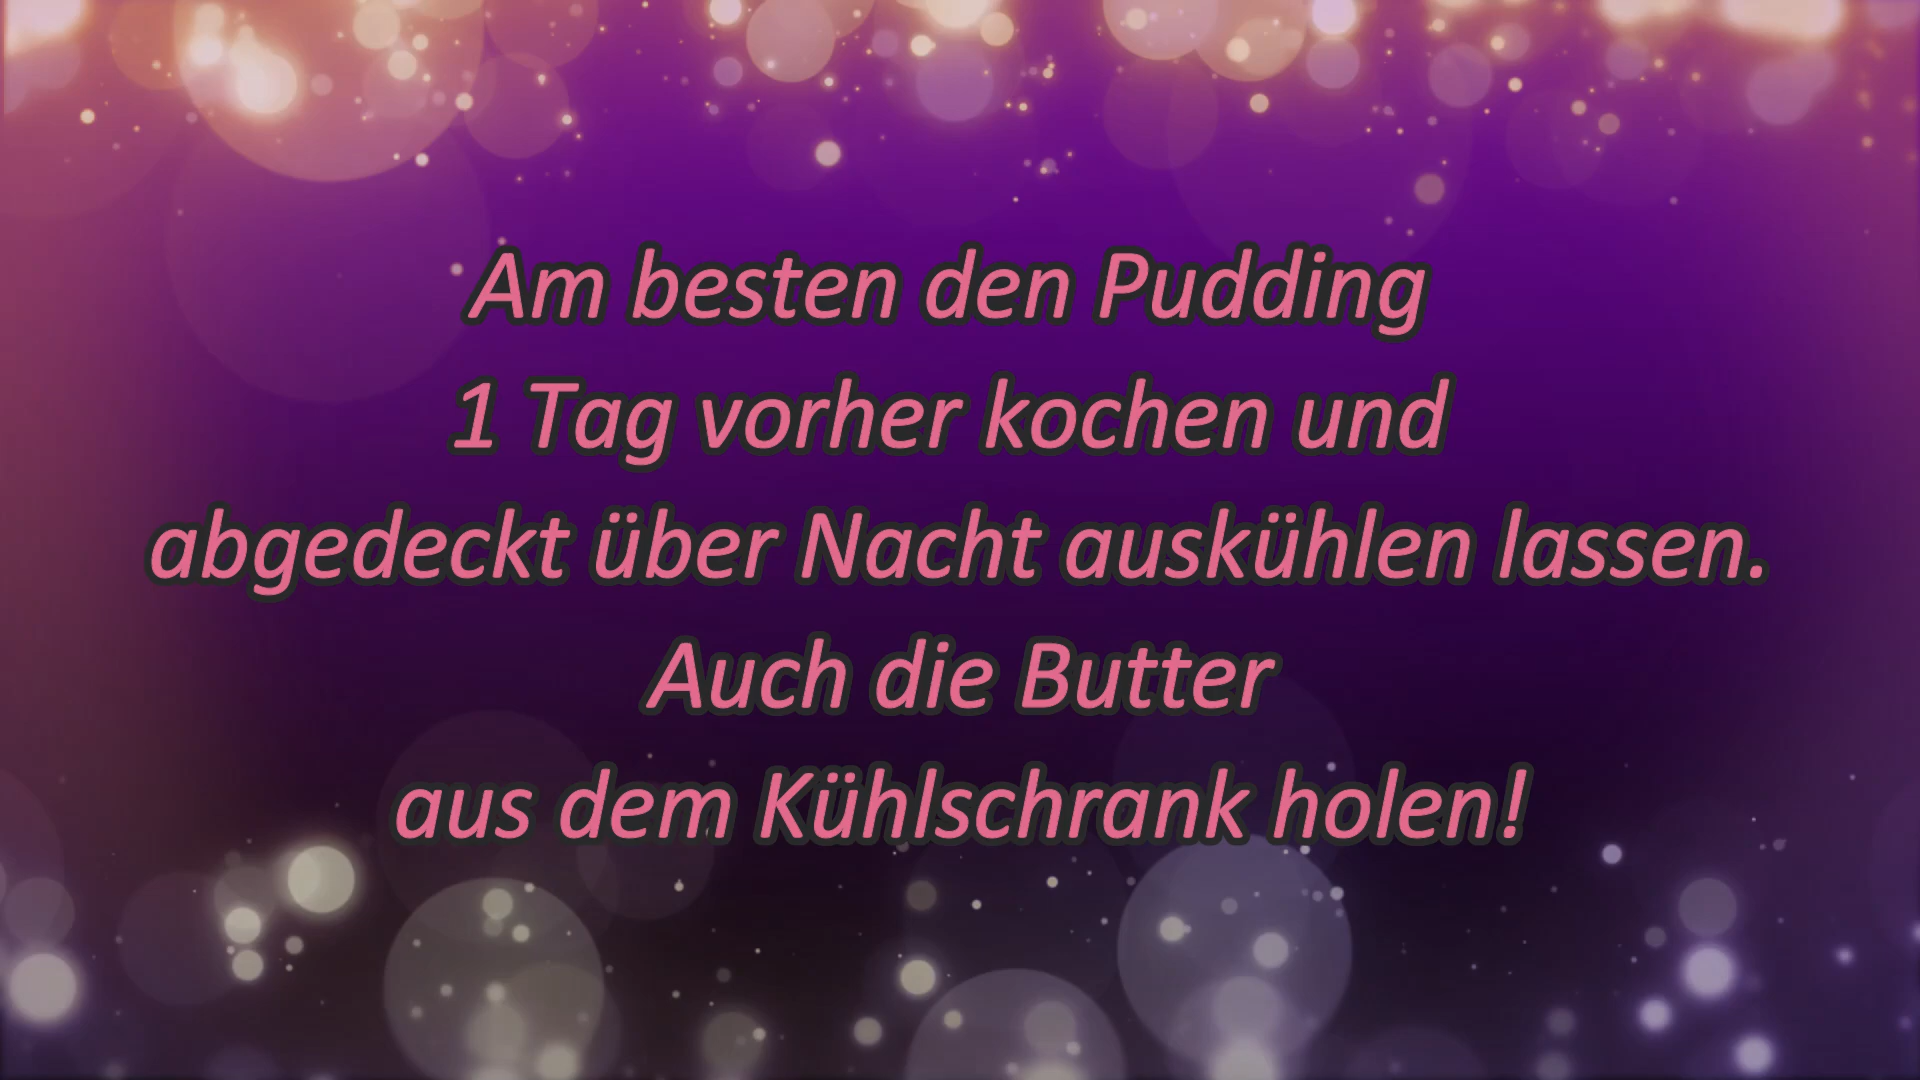 Am besten den Pudding
1 Tag vorher kochen und
abgedeckt über Nacht auskühlen lassen.
Auch die Butter
aus dem Kühlschrank holen!